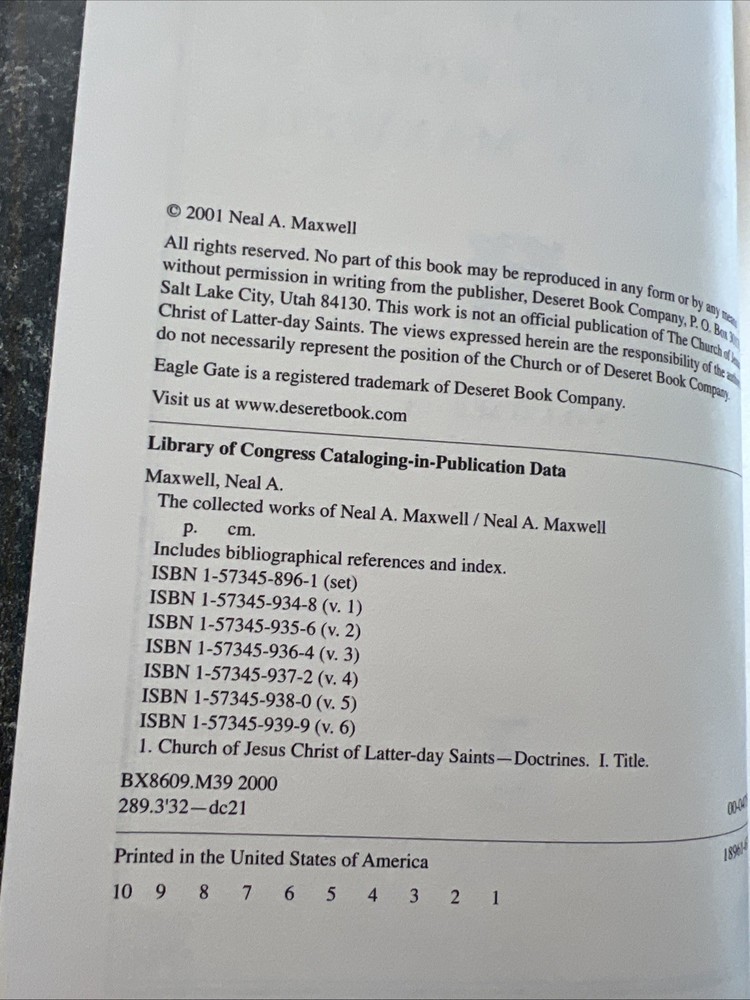 © 2001 Neal A. Maxwell
All rights reserved. No part of this book may be reproduced in any form or by any means
without permission in writing from the publisher, Deseret Book Company, P. O. Box
Salt Lake City, Utah 84130. This work is not an official publication of The Church of
Christ of Latter-day Saints. The views expressed herein are the responsibility of the
do not necessarily represent the position of the Church or of Deseret Book Company.
Eagle Gate is a registered trademark of Deseret Book Company.
Visit us at www.deseretbook.com
Library of Congress Cataloging-in-Publication Data
Maxwell, Neal A.
The collected works of Neal A. Maxwell / Neal A. Maxwell
p. cm.
Includes bibliographical references and index.
ISBN 1-57345-896-1 (set)
ISBN 1-57345-934-8 (v. 1)
ISBN 1-57345-935-6 (v. 2)
ISBN 1-57345-936-4 (v. 3)
ISBN 1-57345-937-2 (v. 4)
ISBN 1-57345-938-0 (v. 5)
ISBN 1-57345-939-9 (v. 6)
1. Church of Jesus Christ of Latter-day Saints—Doctrines. I. Title.
BX8609.M39 2000
289.3'32—dc21
Printed in the United States of America
10 9 8 7 6 5 4 3 2 1